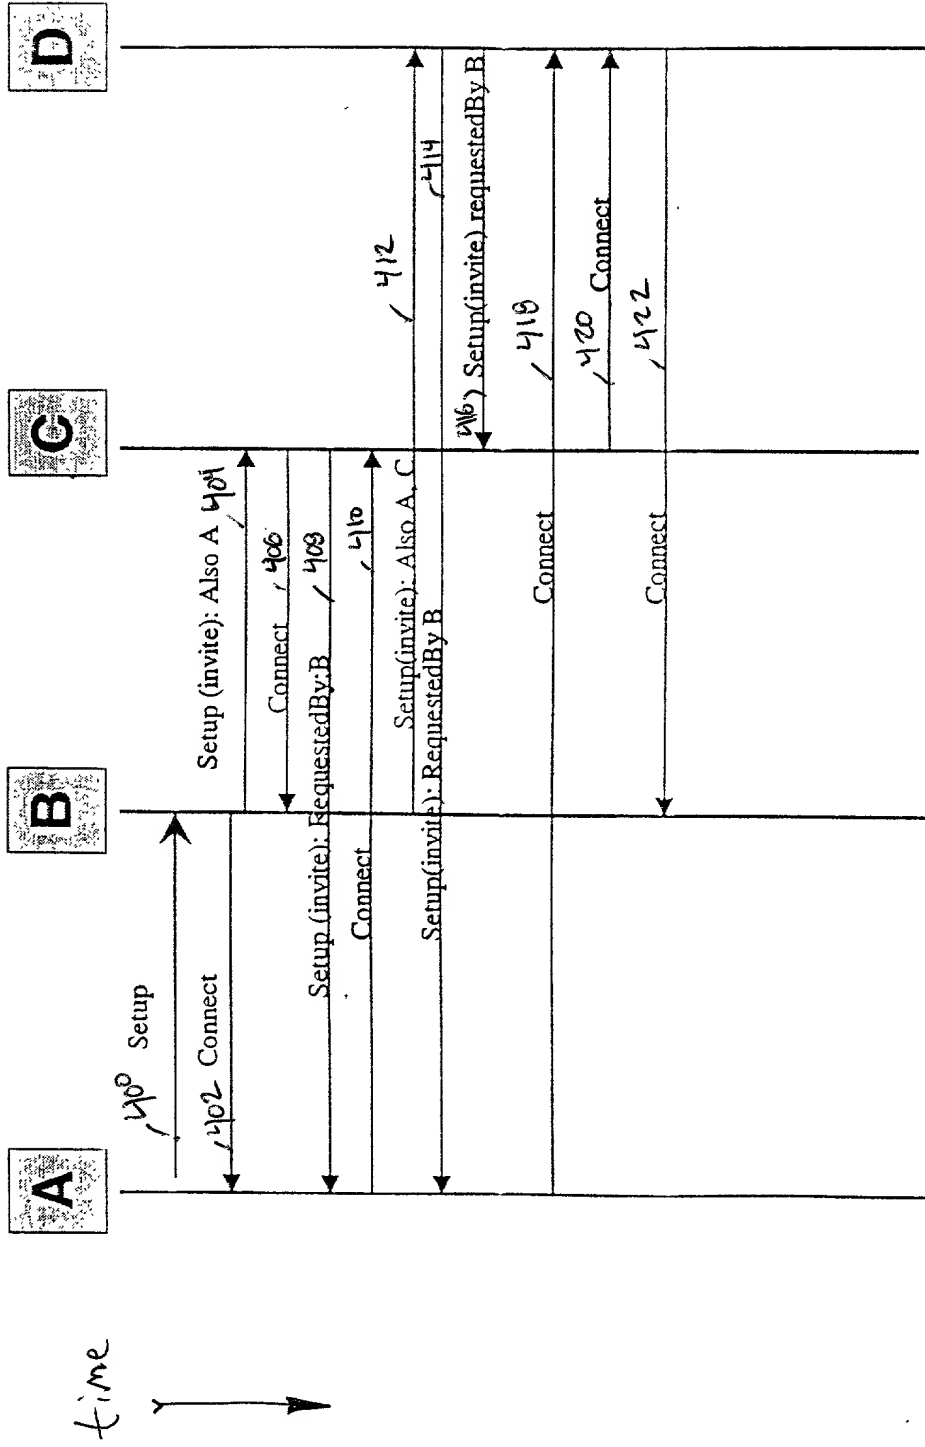 time
A
B
C
D
400 Setup
402 Connect
Setup (invite): Also A 404
Connect 406
Setup (invite): RequestedBy:B 408
Connect 410
Setup(invite): Also A, C 412
Setup(invite): RequestedBy B 414
416 Setup(invite) requestedBy B
Connect 418
420 Connect
Connect 422